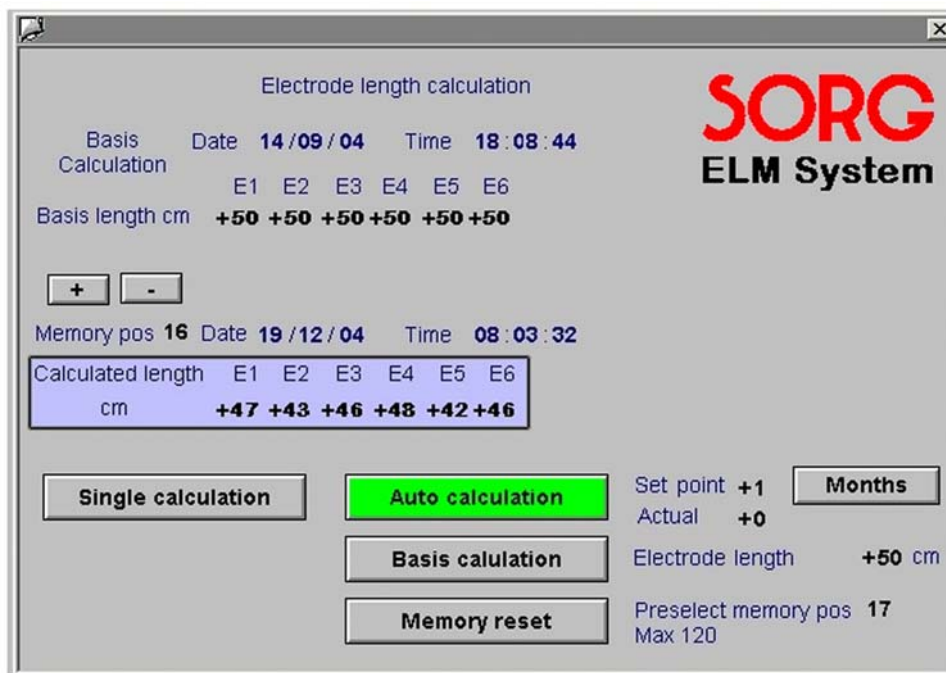 Electrode length calculation
SORG
ELM System
Basis Calculation Date 14/09/04 Time 18:08:44
E1 E2 E3 E4 E5 E6
Basis length cm +50 +50 +50 +50 +50 +50
+ -
Memory pos 16 Date 19/12/04 Time 08:03:32
Calculated length E1 E2 E3 E4 E5 E6
cm +47 +43 +46 +48 +42 +46
Single calculation Auto calculation Set point +1 Months
Actual +0
Basis calulation Electrode length +50 cm
Memory reset Preselect memory pos 17
Max 120